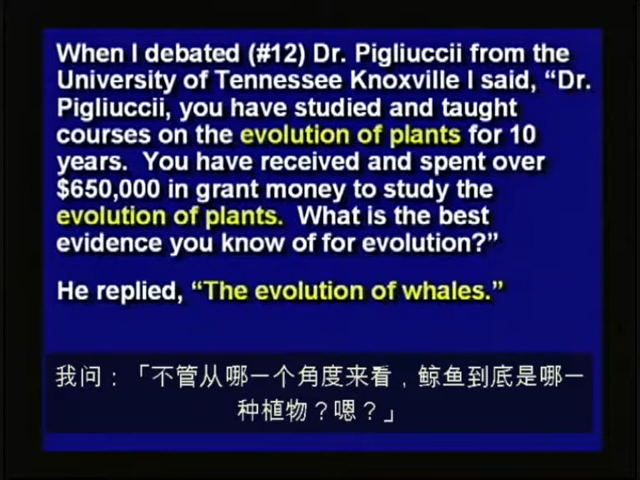 When I debated (#12) Dr. Pigliuccii from the
University of Tennessee Knoxville I said, “Dr.
Pigliuccii, you have studied and taught
courses on the evolution of plants for 10
years.  You have received and spent over
$650,000 in grant money to study the
evolution of plants.  What is the best
evidence you know of for evolution?”
He replied, “The evolution of whales.”
我问：「不管从哪一个角度来看，鲸鱼到底是哪一
种植物？嗯？」